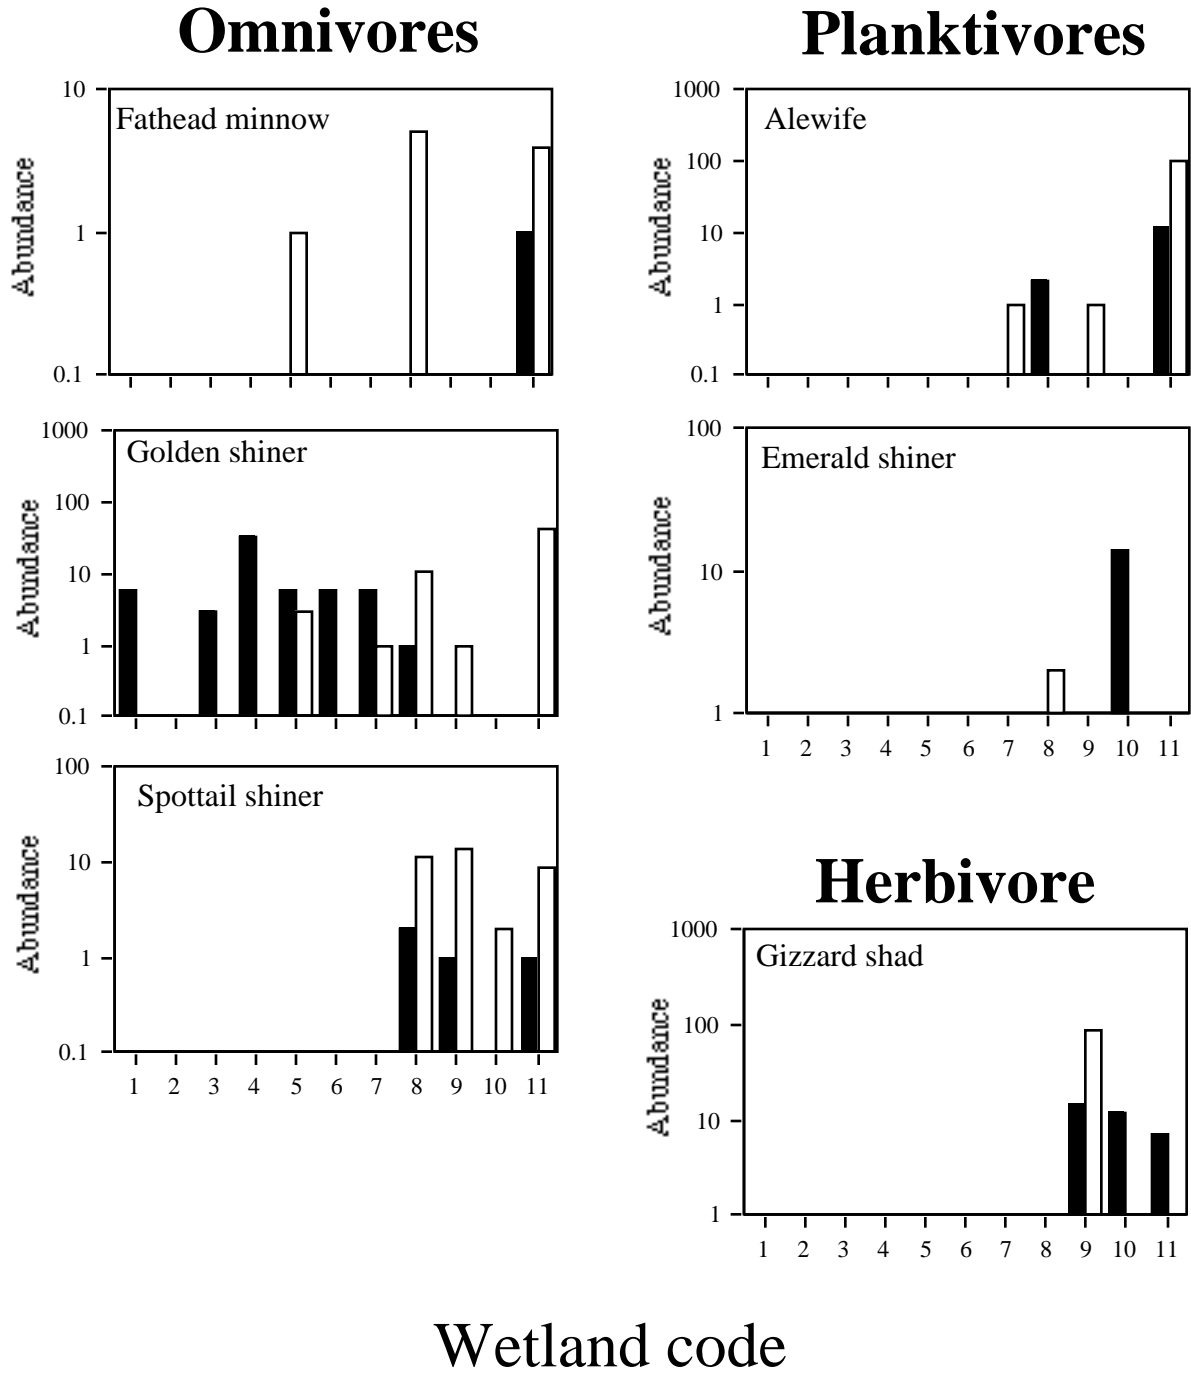 Omnivores
10
Fathead minnow
Abundance
1
0.1
1000
Golden shiner
100
Abundance
10
1
0.1
100
Spottail shiner
10
Abundance
1
0.1
1 2 3 4 5 6 7 8 9 10 11
Planktivores
1000
Alewife
100
Abundance
10
1
0.1
100
Emerald shiner
Abundance
10
1
1 2 3 4 5 6 7 8 9 10 11
Herbivore
1000
Gizzard shad
100
Abundance
10
1
1 2 3 4 5 6 7 8 9 10 11
Wetland code